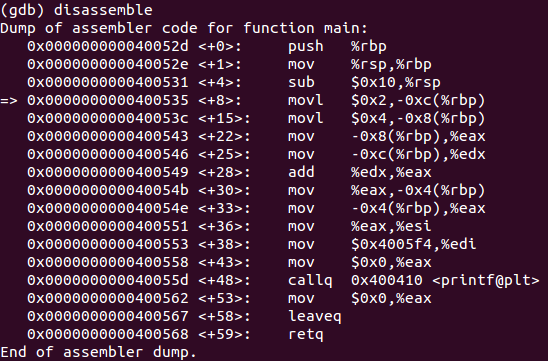 (gdb) disassemble
Dump of assembler code for function main:
   0x000000000040052d <+0>:     push   %rbp
   0x000000000040052e <+1>:     mov    %rsp,%rbp
   0x0000000000400531 <+4>:     sub    $0x10,%rsp
=> 0x0000000000400535 <+8>:     movl   $0x2,-0xc(%rbp)
   0x000000000040053c <+15>:    movl   $0x4,-0x8(%rbp)
   0x0000000000400543 <+22>:    mov    -0x8(%rbp),%eax
   0x0000000000400546 <+25>:    mov    -0xc(%rbp),%edx
   0x0000000000400549 <+28>:    add    %edx,%eax
   0x000000000040054b <+30>:    mov    %eax,-0x4(%rbp)
   0x000000000040054e <+33>:    mov    -0x4(%rbp),%eax
   0x0000000000400551 <+36>:    mov    %eax,%esi
   0x0000000000400553 <+38>:    mov    $0x4005f4,%edi
   0x0000000000400558 <+43>:    mov    $0x0,%eax
   0x000000000040055d <+48>:    callq  0x400410 <printf@plt>
   0x0000000000400562 <+53>:    mov    $0x0,%eax
   0x0000000000400567 <+58>:    leaveq
   0x0000000000400568 <+59>:    retq
End of assembler dump.